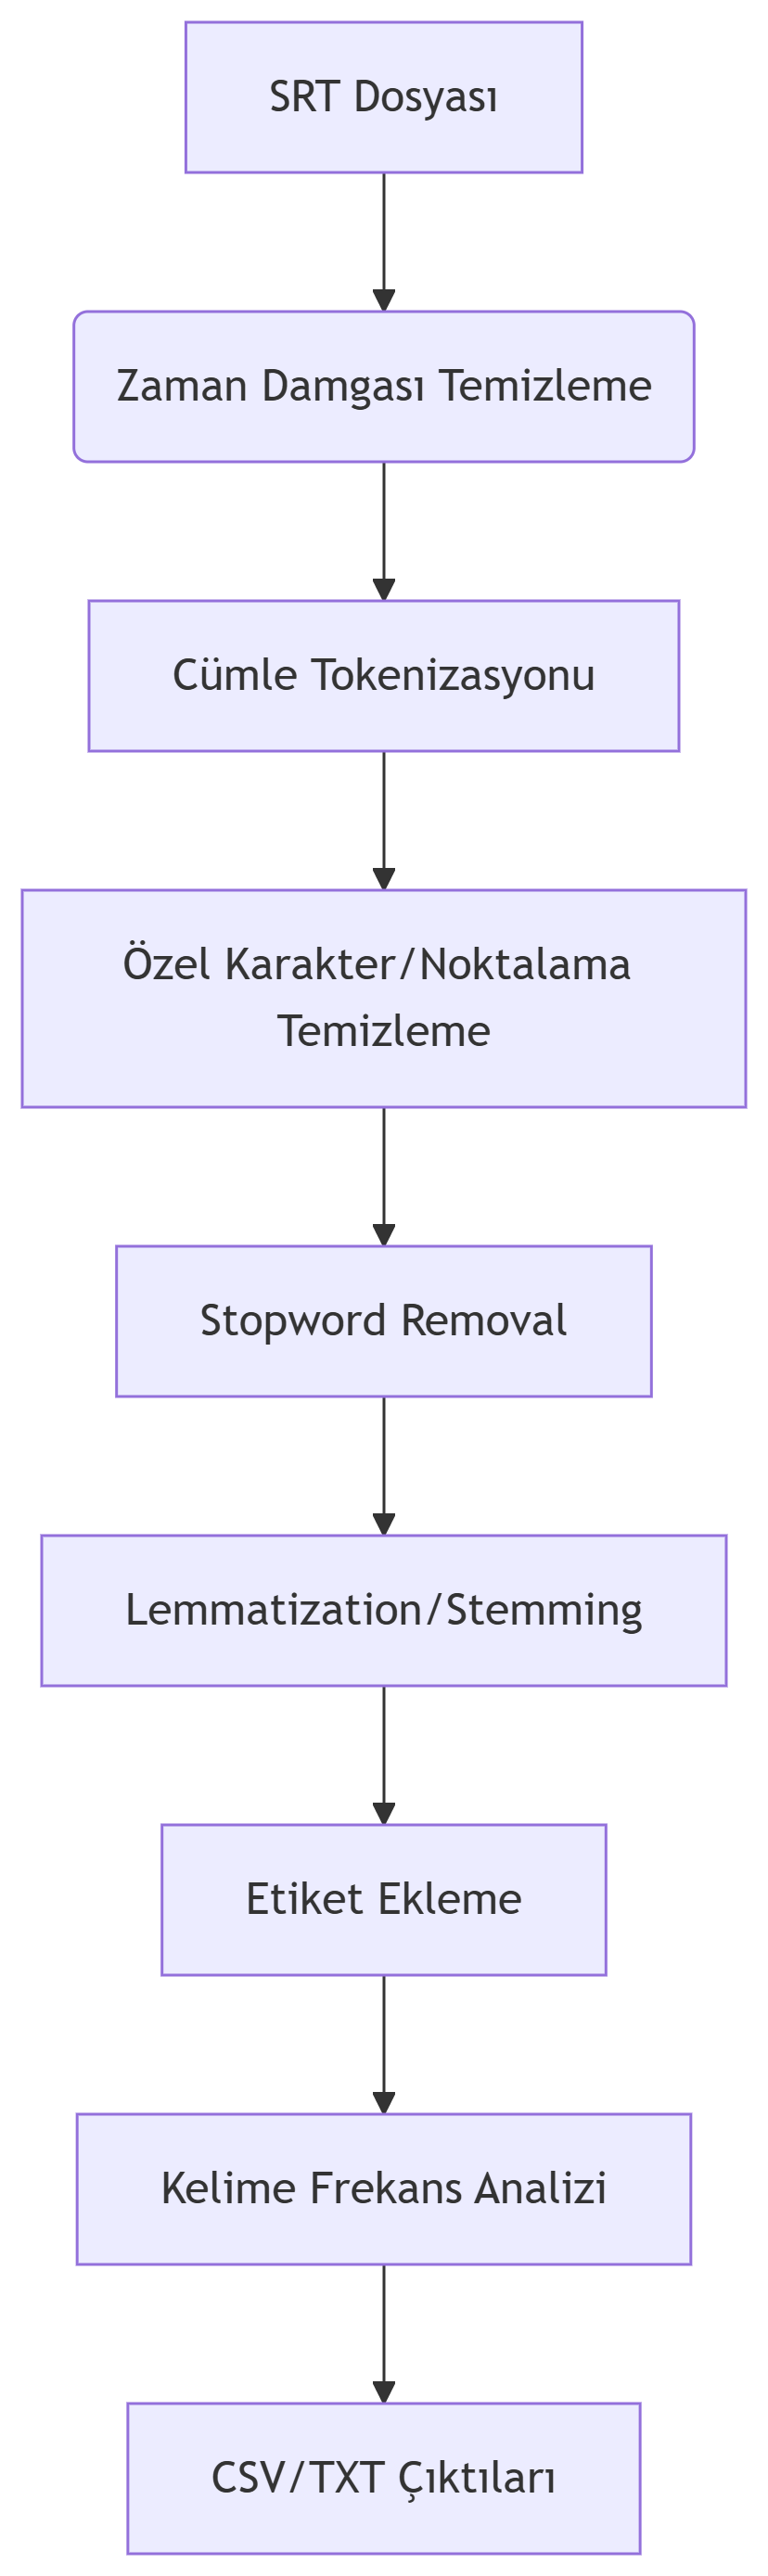 SRT Dosyası
Zaman Damgası Temizleme
Cümle Tokenizasyonu
Özel Karakter/Noktalama
Temizleme
Stopword Removal
Lemmatization/Stemming
Etiket Ekleme
Kelime Frekans Analizi
CSV/TXT Çıktıları